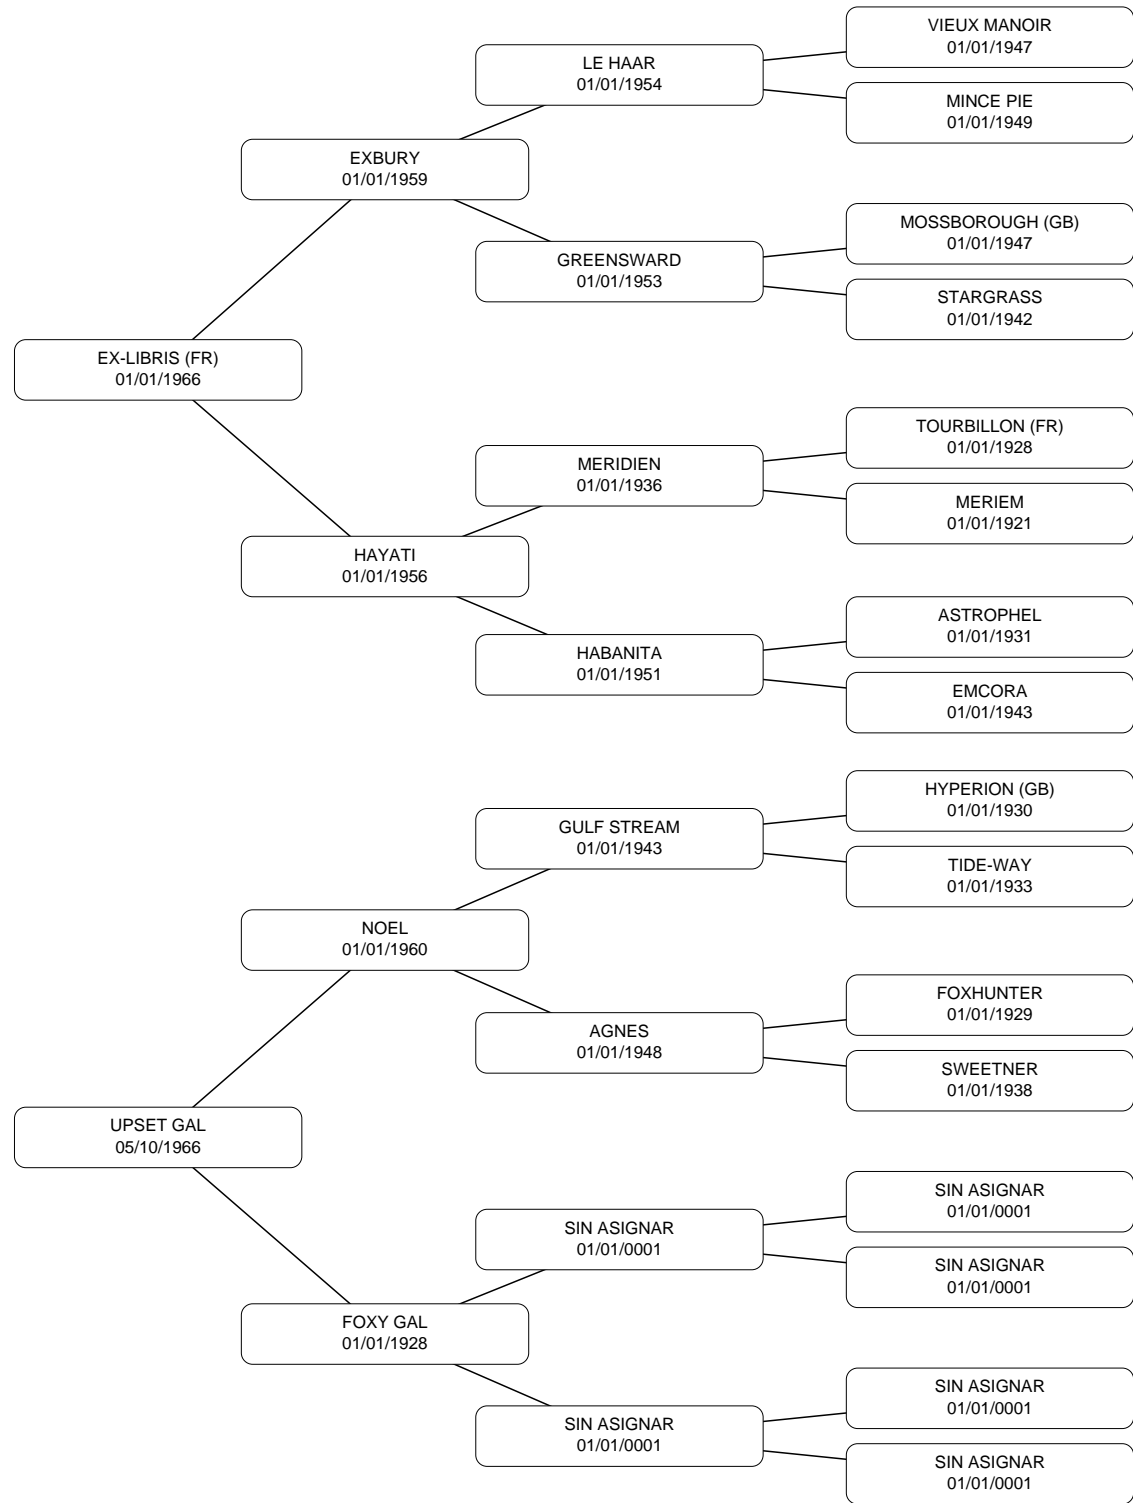 VIEUX MANOIR
01/01/1947
LE HAAR
01/01/1954
MINCE PIE
01/01/1949
EXBURY
01/01/1959
MOSSBOROUGH (GB)
01/01/1947
GREENSWARD
01/01/1953
STARGRASS
01/01/1942
EX-LIBRIS (FR)
01/01/1966
TOURBILLON (FR)
01/01/1928
MERIDIEN
01/01/1936
MERIEM
01/01/1921
HAYATI
01/01/1956
ASTROPHEL
01/01/1931
HABANITA
01/01/1951
EMCORA
01/01/1943
HYPERION (GB)
01/01/1930
GULF STREAM
01/01/1943
TIDE-WAY
01/01/1933
NOEL
01/01/1960
FOXHUNTER
01/01/1929
AGNES
01/01/1948
SWEETNER
01/01/1938
UPSET GAL
05/10/1966
SIN ASIGNAR
01/01/0001
SIN ASIGNAR
01/01/0001
SIN ASIGNAR
01/01/0001
FOXY GAL
01/01/1928
SIN ASIGNAR
01/01/0001
SIN ASIGNAR
01/01/0001
SIN ASIGNAR
01/01/0001